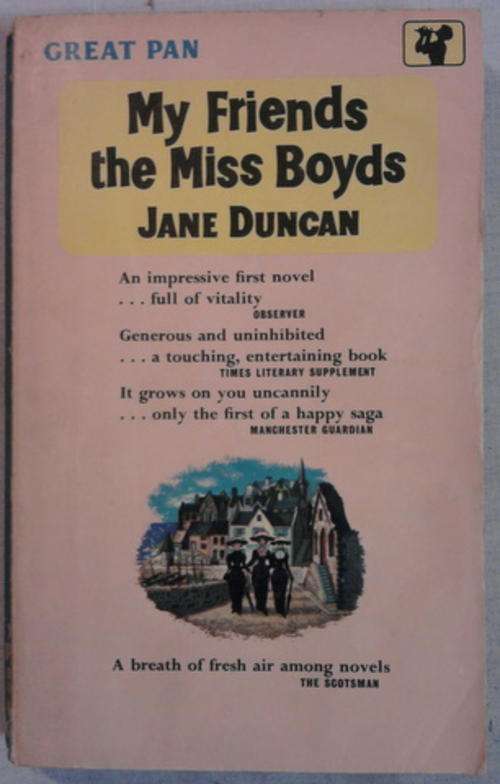 GREAT PAN
My Friends
the Miss Boyds
JANE DUNCAN
An impressive first novel
. . . full of vitality
OBSERVER
Generous and uninhibited
. . . a touching, entertaining book
TIMES LITERARY SUPPLEMENT
It grows on you uncannily
. . . only the first of a happy saga
MANCHESTER GUARDIAN
A breath of fresh air among novels
THE SCOTSMAN